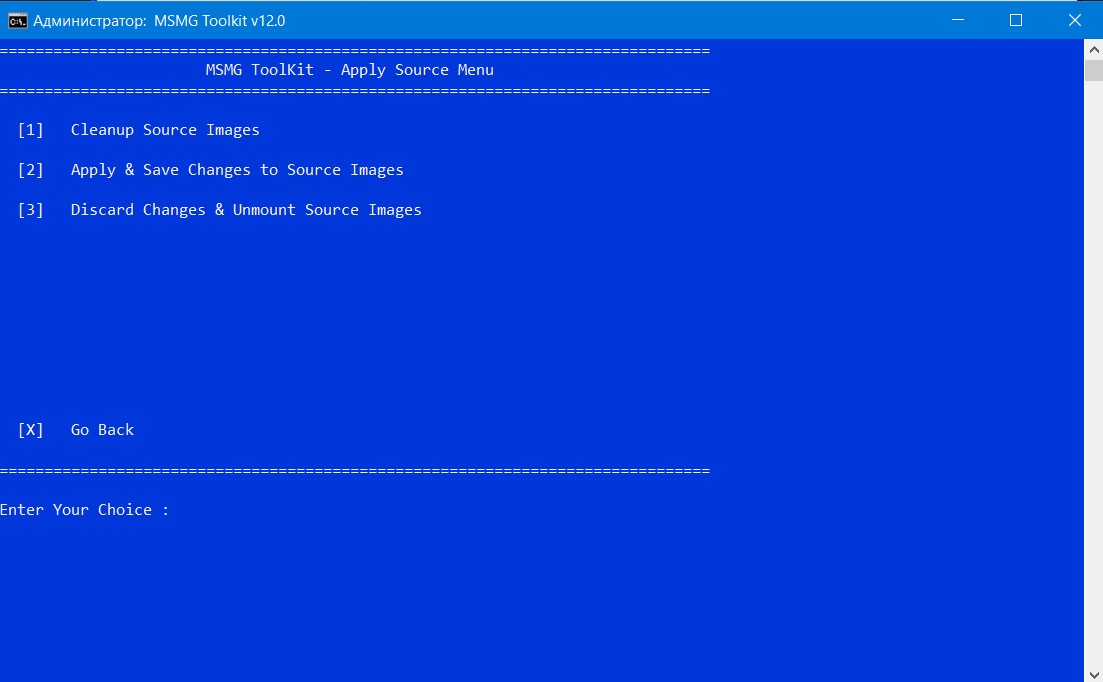 Администратор:  MSMG Toolkit v12.0
===============================================================================
MSMG ToolKit - Apply Source Menu
===============================================================================
[1]   Cleanup Source Images
[2]   Apply & Save Changes to Source Images
[3]   Discard Changes & Unmount Source Images
[X]   Go Back
===============================================================================
Enter Your Choice :